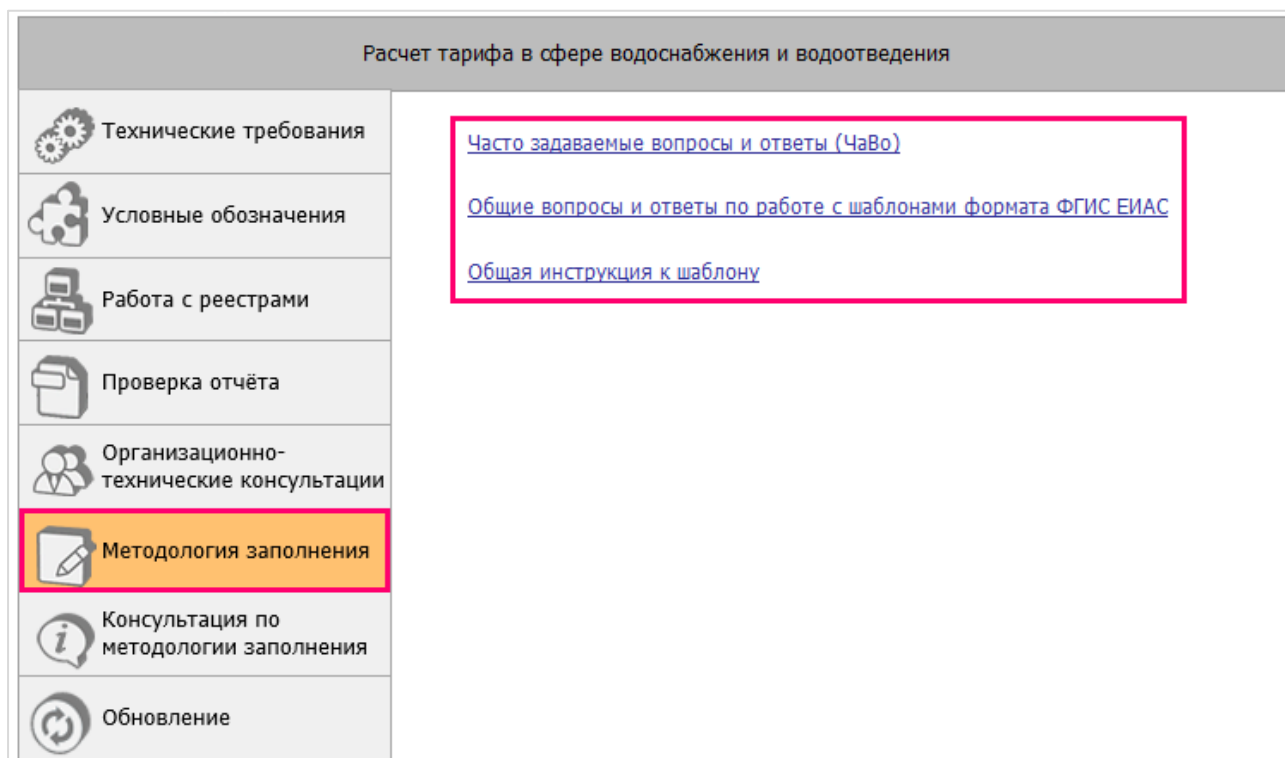 Расчет тарифа в сфере водоснабжения и водоотведения
Технические требования
Условные обозначения
Работа с реестрами
Проверка отчёта
Организационно-
технические консультации
Методология заполнения
Консультация по
методологии заполнения
Обновление
Часто задаваемые вопросы и ответы (ЧаВо)
Общие вопросы и ответы по работе с шаблонами формата ФГИС ЕИАС
Общая инструкция к шаблону